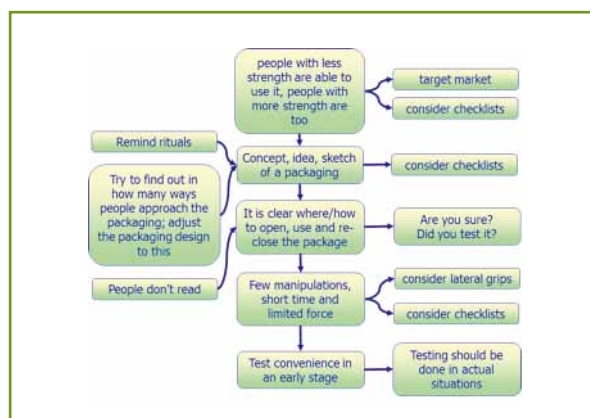 people with less
strength are able to
use it, people with
more strength are
too
target market
consider checklists
Remind rituals
Concept, idea, sketch
of a packaging
consider checklists
Try to find out in
how many ways
people approach the
packaging; adjust
the packaging design
to this
It is clear where/how
to open, use and re-
close the package
Are you sure?
Did you test it?
People don't read
Few manipulations,
short time and
limited force
consider lateral grips
consider checklists
Test convenience in
an early stage
Testing should be
done in actual
situations